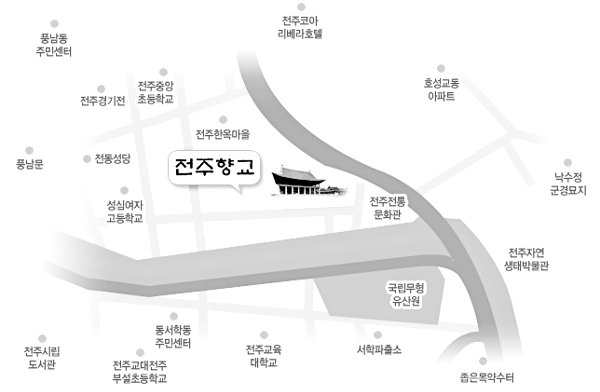 전주코아
리베라호텔
풍남동
주민센터
호성교동
아파트
전주중앙
초등학교
전주경기전
전주한옥마을
풍남문
전동성당
전주향교
낙수정
군경묘지
성심여자
고등학교
전주전통
문화관
전주자연
생태박물관
국립무형
유산원
동서학동
주민센터
전주시립
도서관
전주교대전주
부설초등학교
전주교육
대학교
서학파출소
좁은목약수터